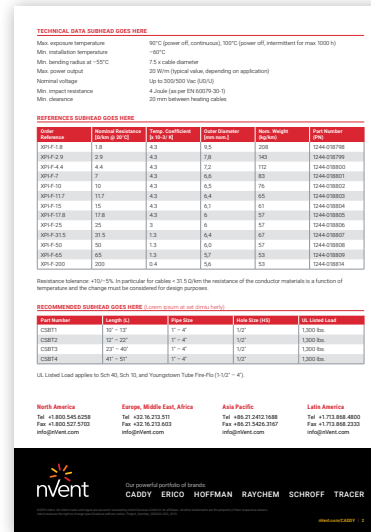 TECHNICAL DATA SUBHEAD GOES HERE
Max. exposure temperature 90°C (power off, continuous), 100°C (power off, intermittent for max 1000 h)
Min. installation temperature –60°C
Min. bending radius at –55°C 7.5 x cable diameter
Max. power output 20 W/m (typical value, depending on application)
Nominal voltage Up to 300/500 Vac (U0/U)
Min. impact resistance 4 Joule (as per EN 60079-30-1)
Min. clearance 20 mm between heating cables
REFERENCES SUBHEAD GOES HERE
Order Reference Nominal Resistance [Ω/km @ 20°C] Temp. Coefficient [x 10-3/ K] Outer Diameter [mm nom.] Nom. Weight (kg/km) Part Number (PN)
XPI-F-1.8 1.8 4.3 9,5 208 1244-018798
XPI-F-2.9 2.9 4.3 7,8 143 1244-018799
XPI-F-4.4 4.4 4.3 7,2 112 1244-018800
XPI-F-7 7 4.3 6,6 83 1244-018801
XPI-F-10 10 4.3 6,5 76 1244-018802
XPI-F-11.7 11.7 4.3 6,4 65 1244-018803
XPI-F-15 15 4.3 6,1 61 1244-018804
XPI-F-17.8 17.8 4.3 6 57 1244-018805
XPI-F-25 25 3 6 57 1244-018806
XPI-F-31.5 31.5 1.3 6,4 67 1244-018807
XPI-F-50 50 1.3 6,0 57 1244-018808
XPI-F-65 65 1.3 5,7 53 1244-018809
XPI-F-200 200 0.4 5,6 53 1244-018814
Resistance tolerance: +10/–5%. In particular for cables < 31.5 Ω/km the resistance of the conductor materials is a function of
temperature and the change must be considered for design purposes.
RECOMMENDED SUBHEAD GOES HERE (Lorem ipsum at set dimiu herly)
Part Number Length (L) Pipe Size Hole Size (HS) UL Listed Load
CSBT1 10" – 13" 1" – 4" 1/2" 1,300 lbs.
CSBT2 12" – 22" 1" – 4" 1/2" 1,300 lbs.
CSBT3 23" – 40" 1" – 4" 1/2" 1,300 lbs.
CSBT4 41" – 51" 1" – 4" 1/2" 1,300 lbs.
UL Listed Load applies to Sch 40, Sch 10, and Youngstown Tube Fire-Flo (1-1/2" – 4").
North America Europe, Middle East, Africa Asia Pacific Latin America
Tel +1.800.545.6258 Tel +32.16.213.511 Tel +86.21.2412.1688 Tel +1.713.868.4800
Fax +1.800.527.5703 Fax +32.16.213.603 Fax +86.21.5426.3167 Fax +1.713.868.2333
info@nVent.com info@nVent.com info@nVent.com info@nVent.com
nVent
Our powerful portfolio of brands:
CADDY ERICO HOFFMAN RAYCHEM SCHROFF TRACER
nVent.com/CADDY | 2